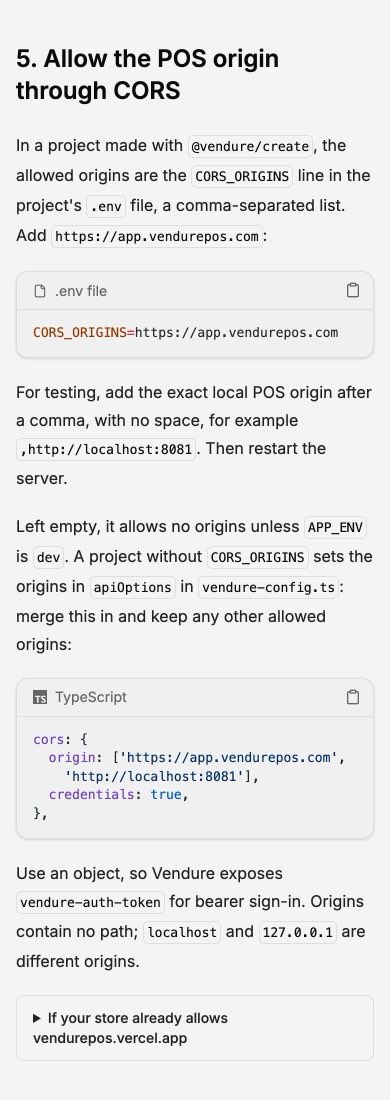 5. Allow the POS origin
through CORS
In a project made with @vendure/create, the
allowed origins are the CORS_ORIGINS line in the
project's .env file, a comma-separated list.
Add https://app.vendurepos.com:
.env file
CORS_ORIGINS=https://app.vendurepos.com
For testing, add the exact local POS origin after
a comma, with no space, for example
,http://localhost:8081. Then restart the
server.
Left empty, it allows no origins unless APP_ENV
is dev. A project without CORS_ORIGINS sets the
origins in apiOptions in vendure-config.ts:
merge this in and keep any other allowed
origins:
TS TypeScript
cors: {
  origin: ['https://app.vendurepos.com',
    'http://localhost:8081'],
  credentials: true,
},
Use an object, so Vendure exposes
vendure-auth-token for bearer sign-in. Origins
contain no path; localhost and 127.0.0.1 are
different origins.
If your store already allows
vendurepos.vercel.app